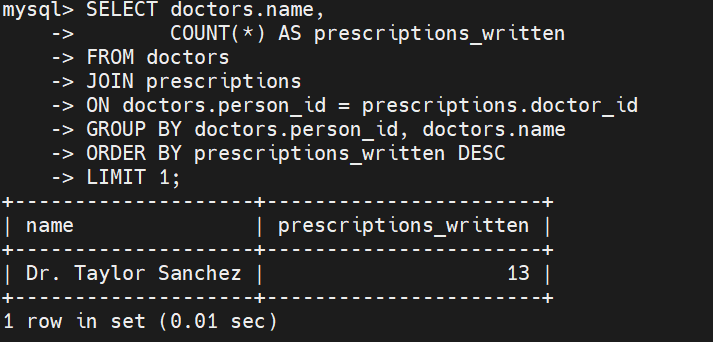 mysql> SELECT doctors.name,
    ->        COUNT(*) AS prescriptions_written
    -> FROM doctors
    -> JOIN prescriptions
    -> ON doctors.person_id = prescriptions.doctor_id
    -> GROUP BY doctors.person_id, doctors.name
    -> ORDER BY prescriptions_written DESC
    -> LIMIT 1;
+--------------------+-----------------------+
| name               | prescriptions_written |
+--------------------+-----------------------+
| Dr. Taylor Sanchez |                    13 |
+--------------------+-----------------------+
1 row in set (0.01 sec)